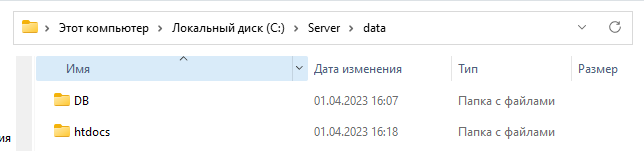 Этот компьютер > Локальный диск (C:) > Server > data
Имя Дата изменения Тип Размер
DB 01.04.2023 16:07 Папка с файлами
htdocs 01.04.2023 16:18 Папка с файлами
ия